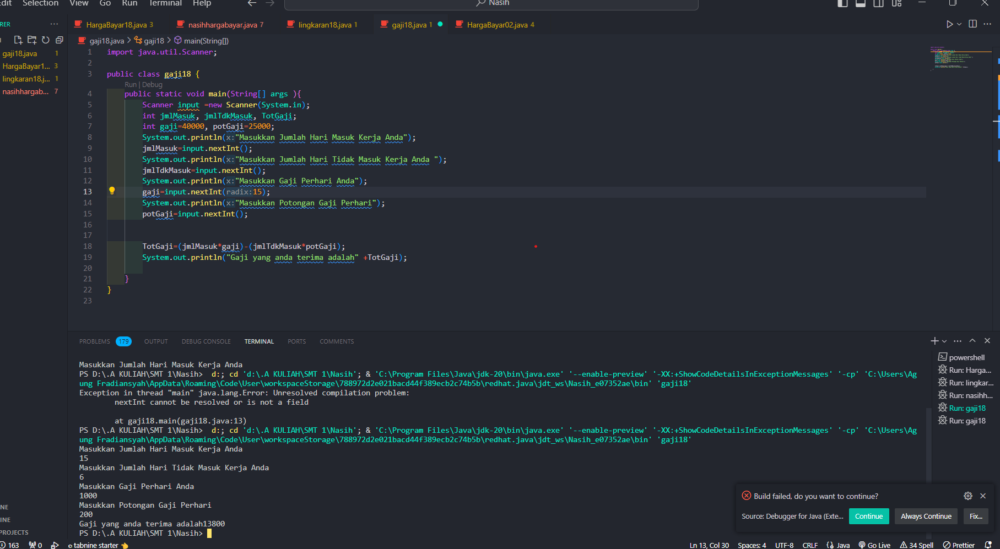 dit Selection View Go Run Terminal Help
Nasih
RER
HargaBayar18.java 3
nasihhargabayar.java 7
lingkaran18.java 1
gaji18.java 1
HargaBayar02.java 4
gaji18.java > gaji18 > main(String[])
gaji18.java 1
HargaBayar1... 3
lingkaran18.j... 1
nasihhargab... 7
1 import java.util.Scanner;
2
3 public class gaji18 {
Run | Debug
4 public static void main(String[] args ){
5 Scanner input =new Scanner(System.in);
6 int jmlMasuk, jmlTdkMasuk, TotGaji;
7 int gaji=40000, potGaji=25000;
8 System.out.println(x:"Masukkan Jumlah Hari Masuk Kerja Anda");
9 jmlMasuk=input.nextInt();
10 System.out.println(x:"Masukkan Jumlah Hari Tidak Masuk Kerja Anda ");
11 jmlTdkMasuk=input.nextInt();
12 System.out.println(x:"Masukkan Gaji Perhari Anda");
13 gaji=input.nextInt(radix:15);
14 System.out.println(x:"Masukkan Potongan Gaji Perhari");
15 potGaji=input.nextInt();
16
17
18 TotGaji=(jmlMasuk*gaji)-(jmlTdkMasuk*potGaji);
19 System.out.println("Gaji yang anda terima adalah" +TotGaji);
20
21 }
22 }
23
PROBLEMS 179 OUTPUT DEBUG CONSOLE TERMINAL PORTS COMMENTS
Masukkan Jumlah Hari Masuk Kerja Anda
PS D:\.A KULIAH\SMT 1\Nasih>  d:; cd 'd:\.A KULIAH\SMT 1\Nasih'; & 'C:\Program Files\Java\jdk-20\bin\java.exe' '--enable-preview' '-XX:+ShowCodeDetailsInExceptionMessages' '-cp' 'C:\Users\Ag
ung Fradiansyah\AppData\Roaming\Code\User\workspaceStorage\788972d2e021bacd44f389ecb2c74b5b\redhat.java\jdt_ws\Nasih_e07352ae\bin' 'gaji18'
Exception in thread "main" java.lang.Error: Unresolved compilation problem:
nextInt cannot be resolved or is not a field
at gaji18.main(gaji18.java:13)
PS D:\.A KULIAH\SMT 1\Nasih>  d:; cd 'd:\.A KULIAH\SMT 1\Nasih'; & 'C:\Program Files\Java\jdk-20\bin\java.exe' '--enable-preview' '-XX:+ShowCodeDetailsInExceptionMessages' '-cp' 'C:\Users\Ag
ung Fradiansyah\AppData\Roaming\Code\User\workspaceStorage\788972d2e021bacd44f389ecb2c74b5b\redhat.java\jdt_ws\Nasih_e07352ae\bin' 'gaji18'
Masukkan Jumlah Hari Masuk Kerja Anda
15
Masukkan Jumlah Hari Tidak Masuk Kerja Anda
6
Masukkan Gaji Perhari Anda
1000
Masukkan Potongan Gaji Perhari
200
Gaji yang anda terima adalah13800
PS D:\.A KULIAH\SMT 1\Nasih>
powershell
Run: Harga...
Run: lingkar...
Run: nasihh...
Run: gaji18
Run: gaji18
Build failed, do you want to continue?
Source: Debugger for Java (Exte...
Continue
Always Continue
Fix...
NE
INE
PROJECTS
163 0 tabnine starter
Ln 13, Col 30 Spaces: 4 UTF-8 CRLF Java Go Live 34 Spell Prettier